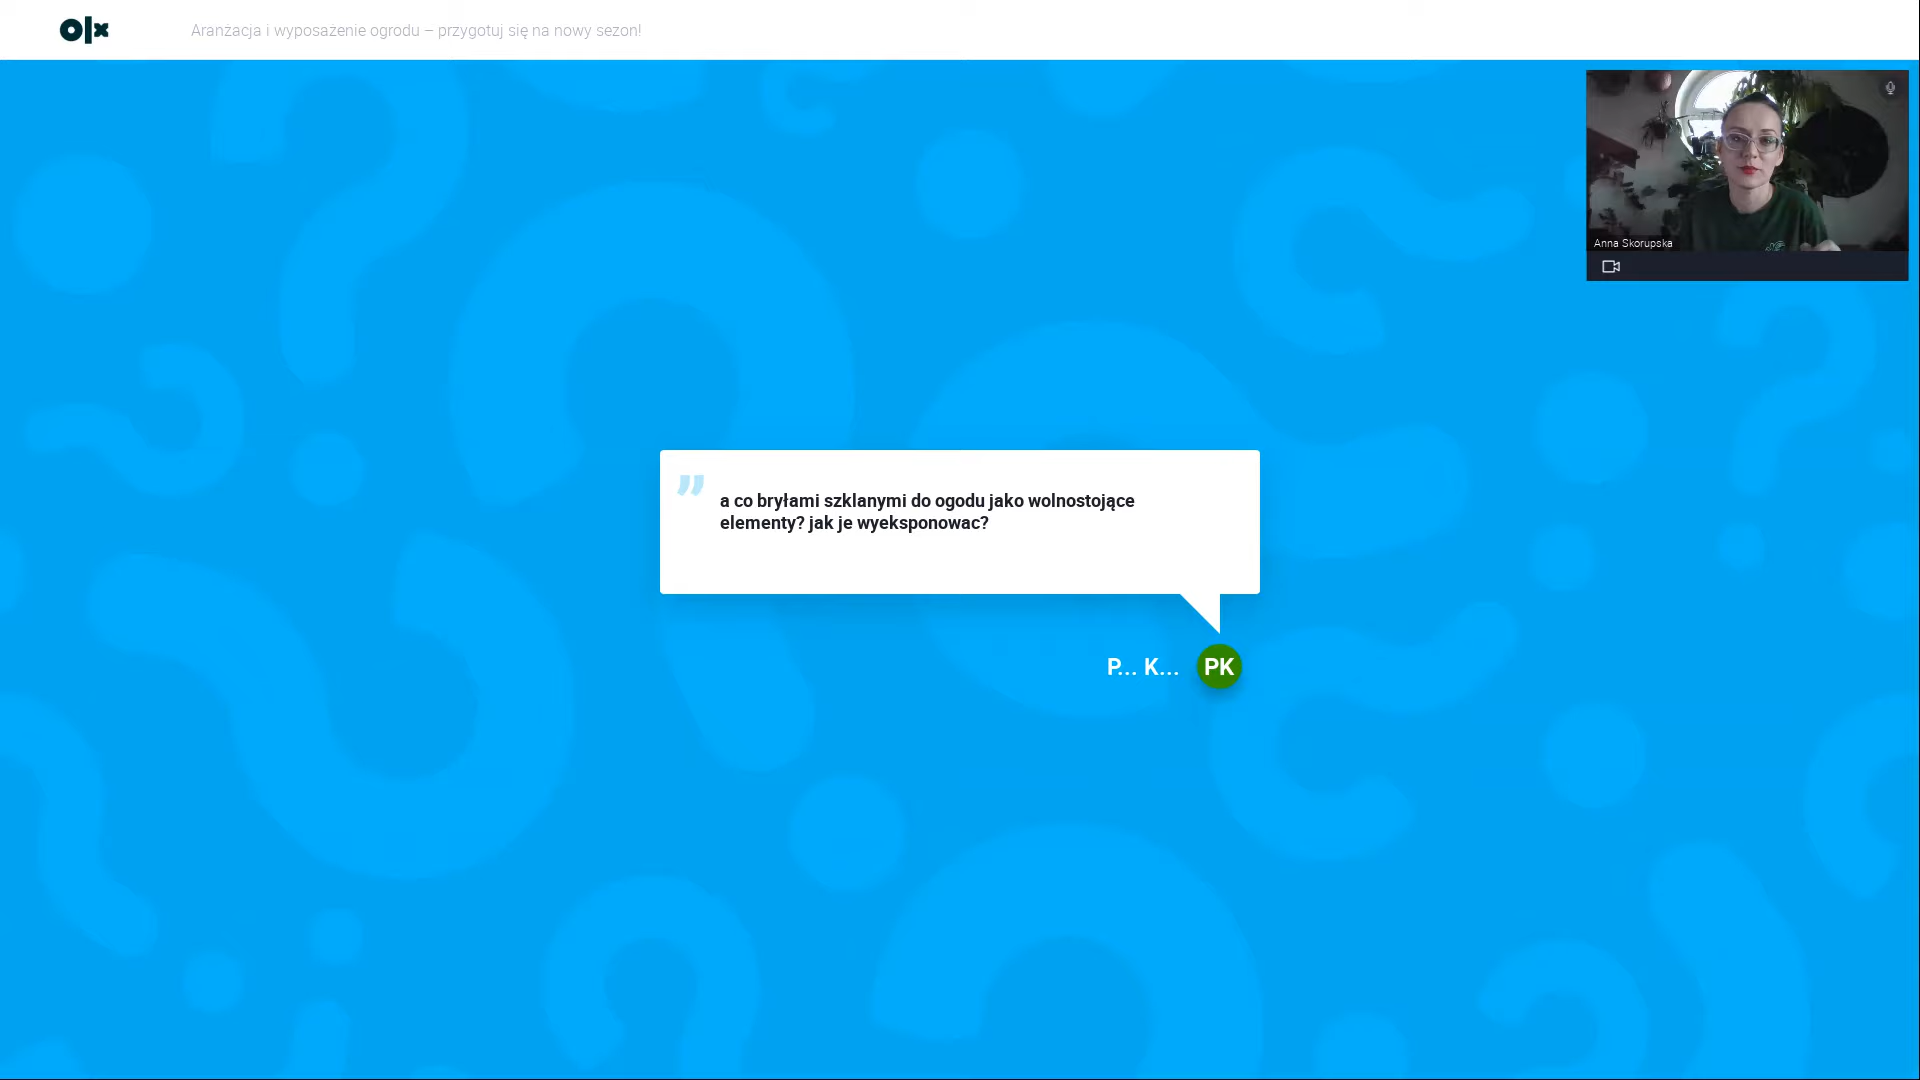 olx
Aranżacja i wyposażenie ogrodu – przygotuj się na nowy sezon!
Anna Skorupska
a co bryłami szklanymi do ogodu jako wolnostojące
elementy? jak je wyeksponowac?
P... K... PK